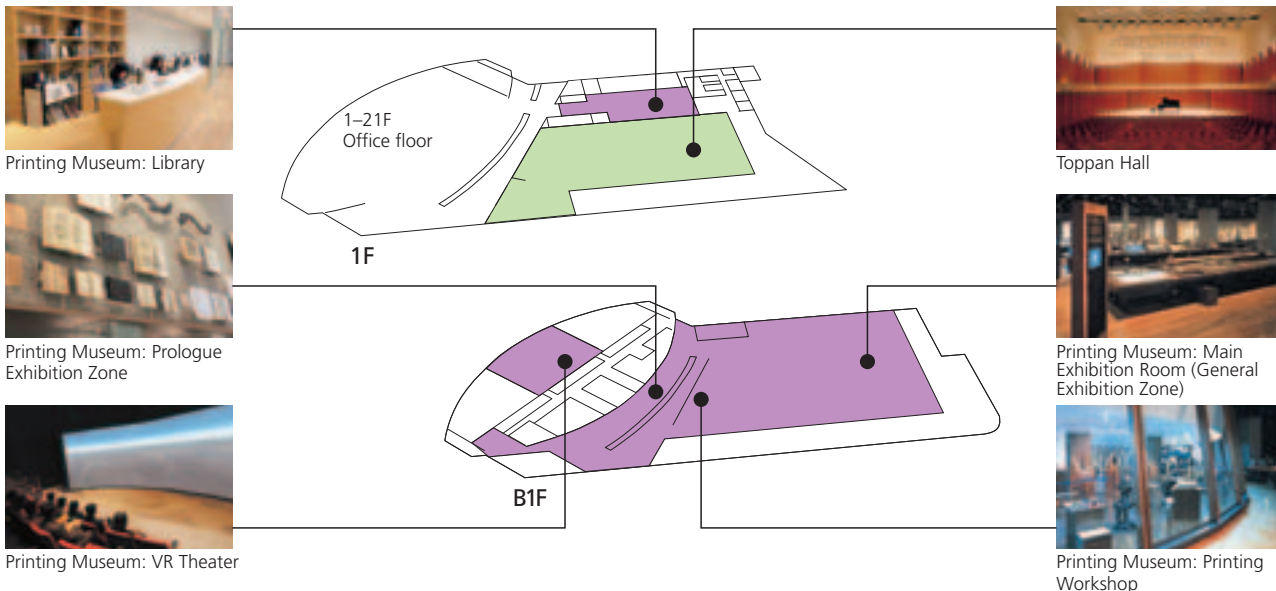 Printing Museum: Library
1–21F
Office floor
Toppan Hall
1F
Printing Museum: Prologue
Exhibition Zone
Printing Museum: Main
Exhibition Room (General
Exhibition Zone)
B1F
Printing Museum: VR Theater
Printing Museum: Printing
Workshop